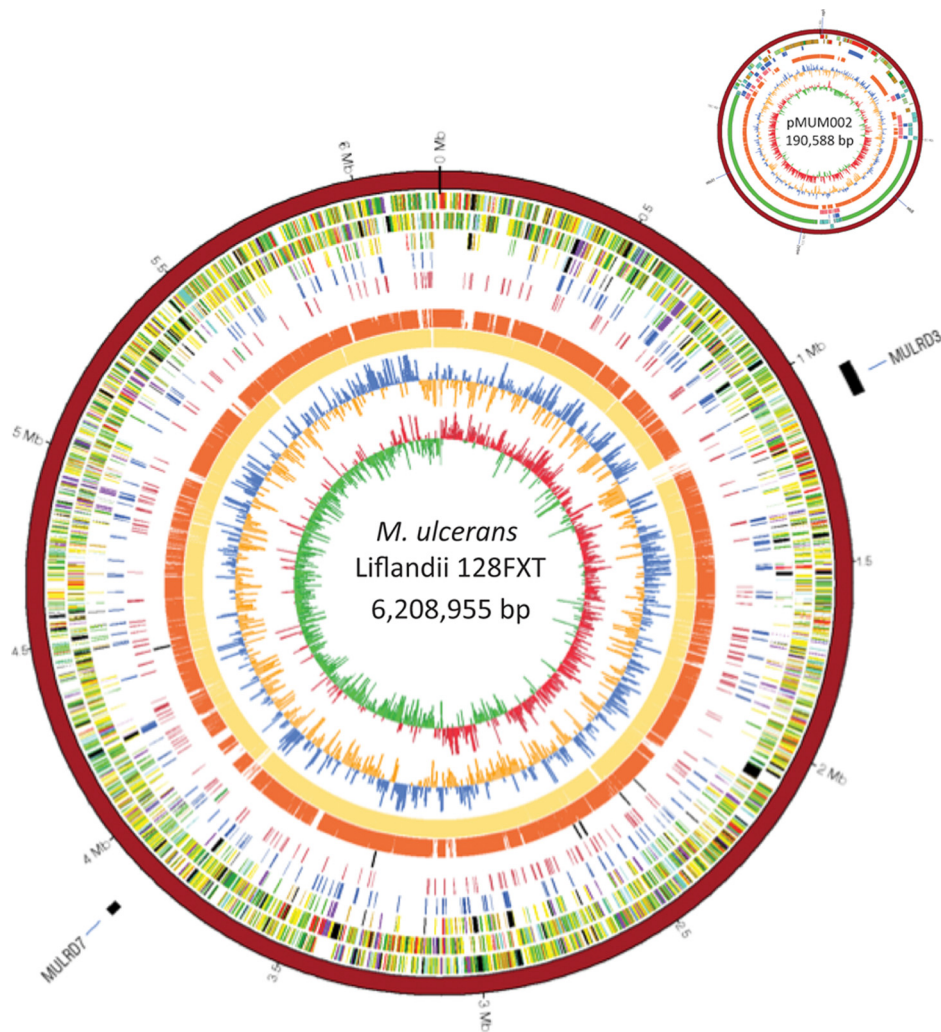 pMUM002
190,588 bp
6 Mb
0 Mb
0.5
5.5
1 Mb
MULRD3
5 Mb
M. ulcerans
Liflandii 128FXT
6,208,955 bp
1.5
4.5
2 Mb
4 Mb
MULRD7
2.5
3.5
3 Mb